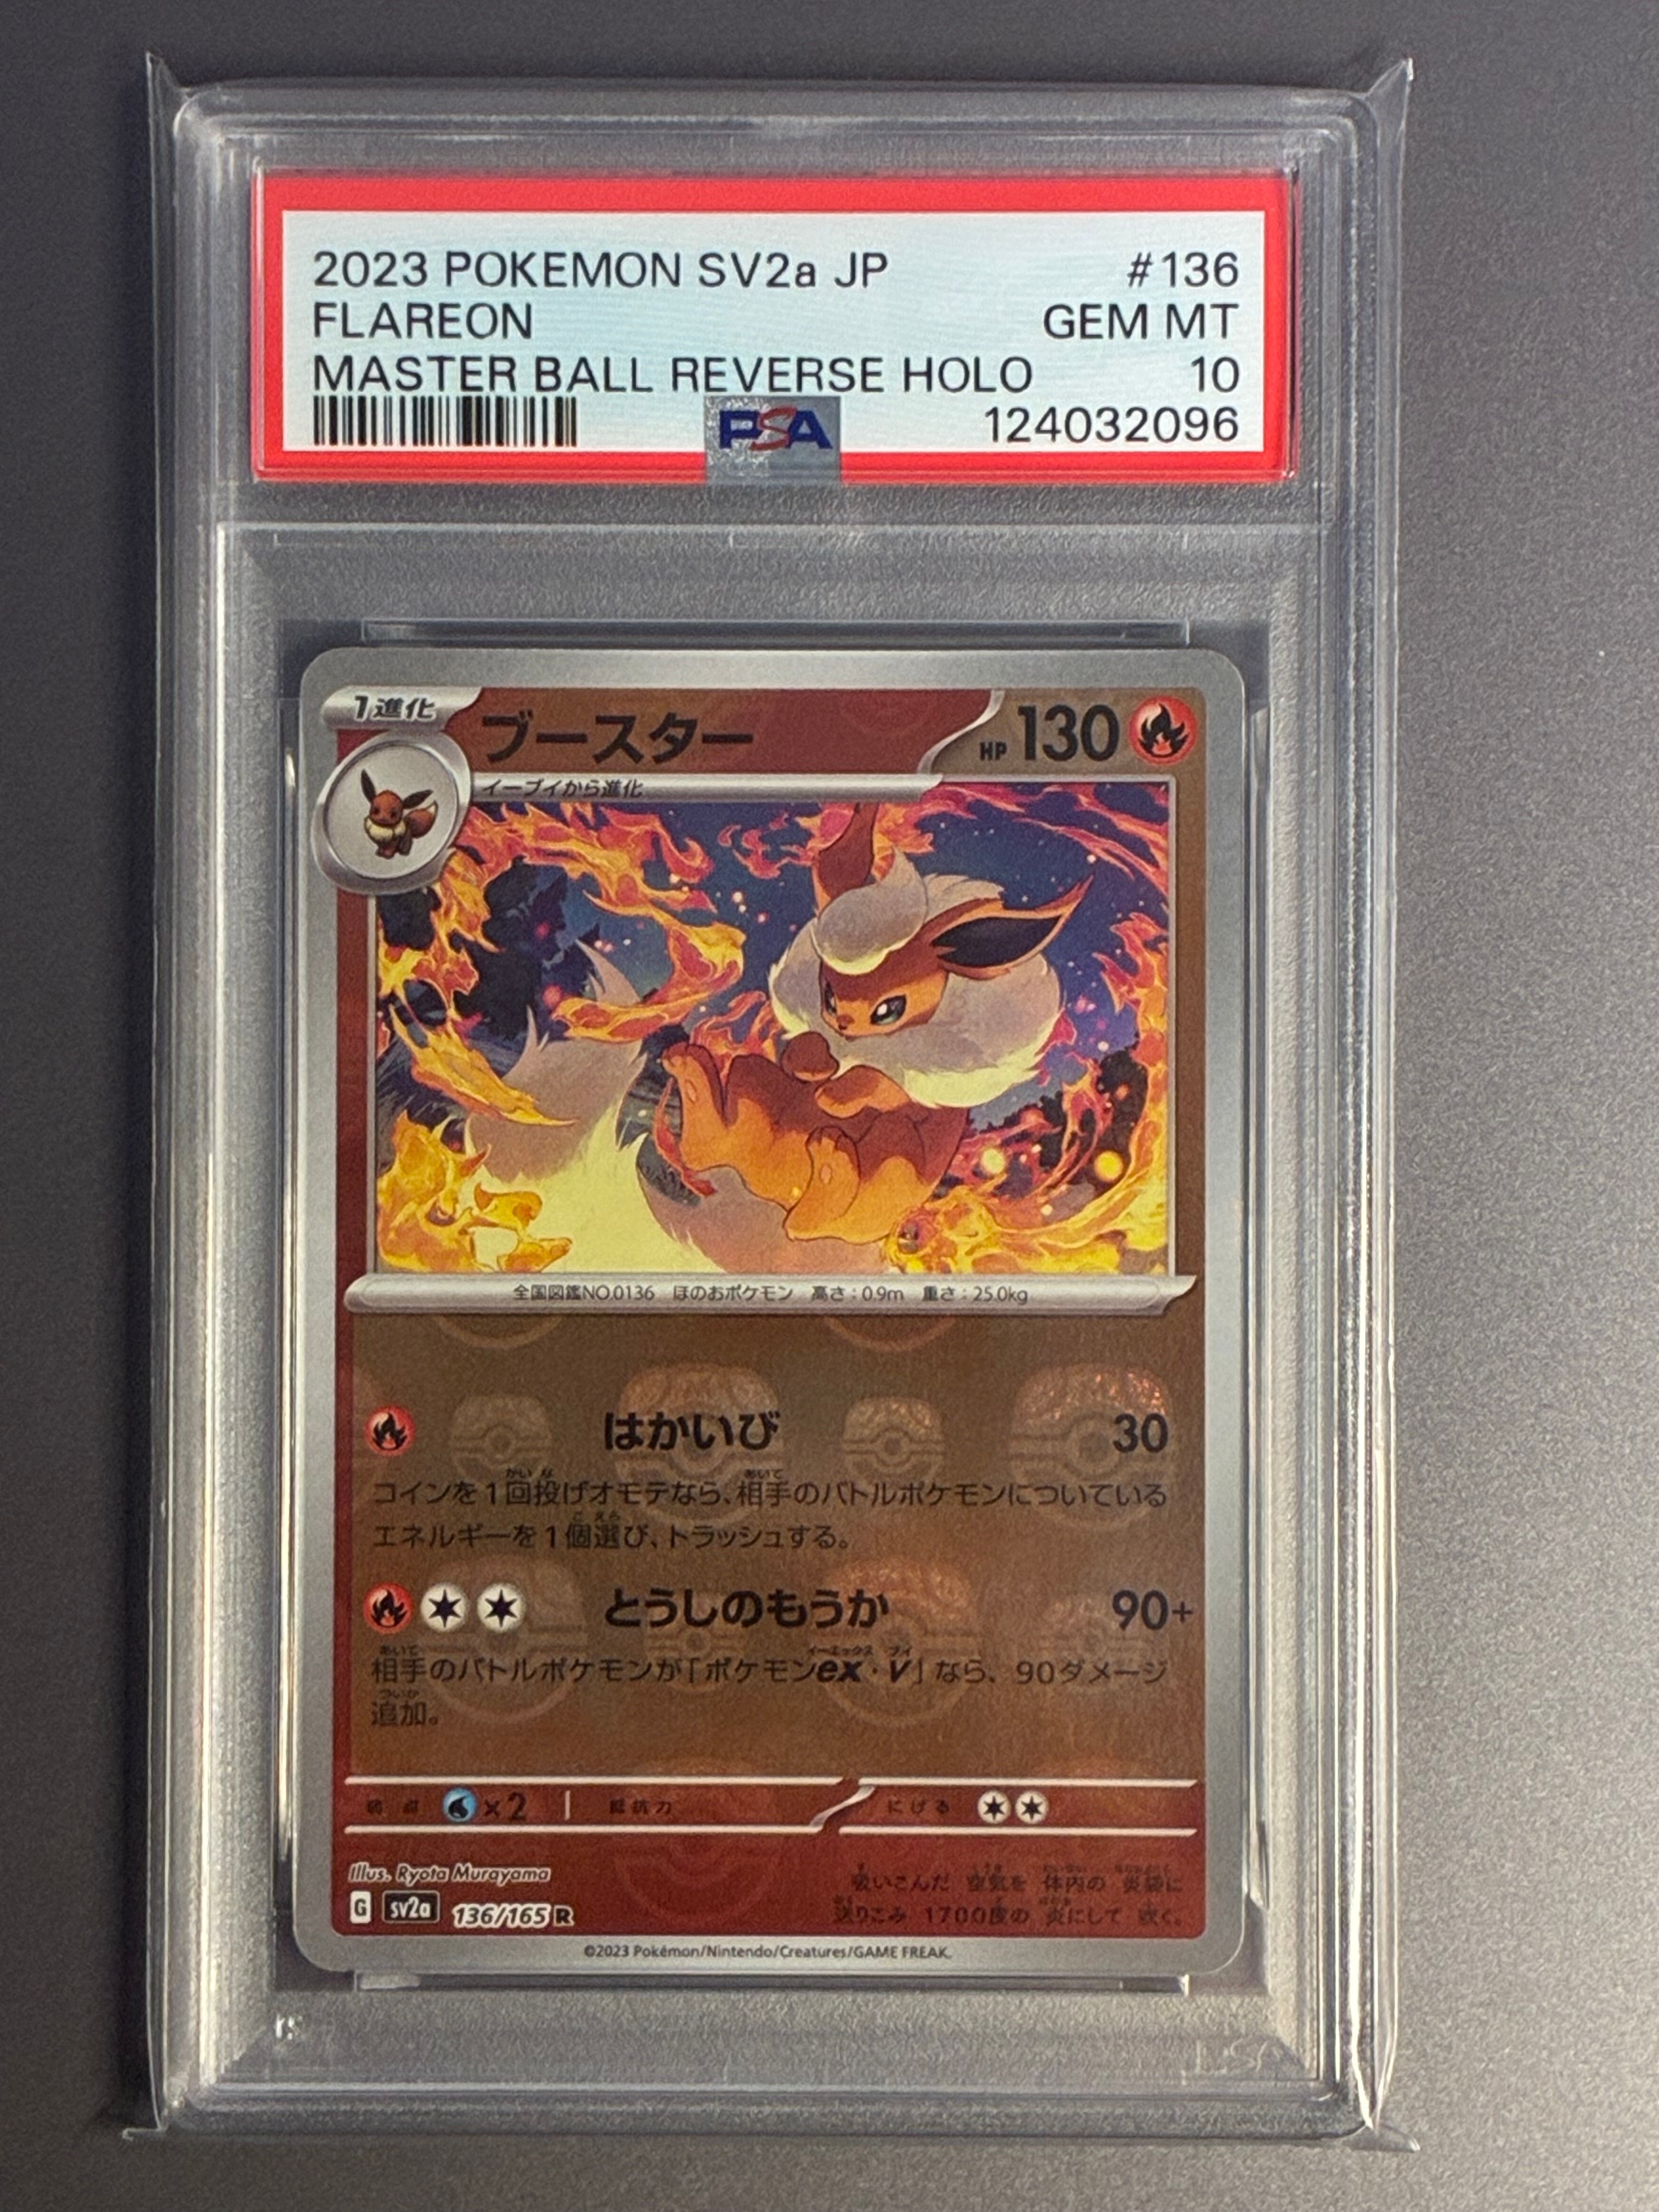 2023 POKEMON SV2a JP #136
FLAREON GEM MT
MASTER BALL REVERSE HOLO 10
PSA 124032096
1進化 ブースター HP 130
イーブイから進化
全国図鑑NO.0136 ほのおポケモン 高さ:0.9m 重さ:25.0kg
はかいび 30
コインを1回投げオモテなら、相手のバトルポケモンについている
エネルギーを1個選び、トラッシュする。
とうしのもうか 90+
相手のバトルポケモンが「ポケモンex・V」なら、90ダメージ
追加。
弱点 ×2 抵抗力 にげる
Illus. Ryota Murayama
吸いこんだ 空気を 体内の 炎袋に
送りこみ 1700度の 炎にして 吹く。
G sv2a 136/165 R
©2023 Pokémon/Nintendo/Creatures/GAME FREAK.